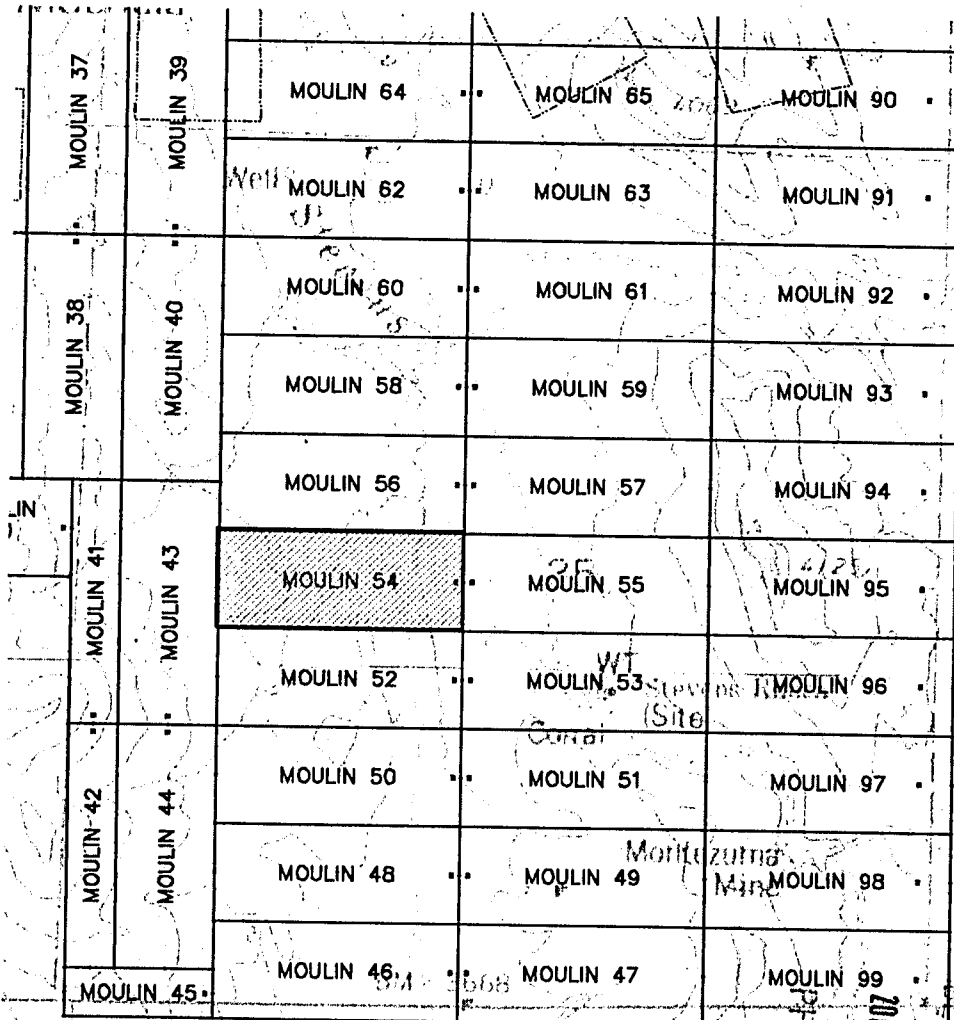 MOULIN 37
MOULIN 39
MOULIN 64
MOULIN 65
MOULIN 90
Well
MOULIN 62
MOULIN 63
MOULIN 91
MOULIN 38
MOULIN 40
MOULIN 60
MOULIN 61
MOULIN 92
MOULIN 58
MOULIN 59
MOULIN 93
MOULIN 56
MOULIN 57
MOULIN 94
LIN
MOULIN 41
MOULIN 43
MOULIN 54
MOULIN 55
MOULIN 95
MOULIN 52
WT
MOULIN 53
Stevens
MOULIN 96
(Site
Corral
MOULIN 50
MOULIN 51
MOULIN 97
MOULIN 42
MOULIN 44
MOULIN 48
Montezuma
MOULIN 49
Mine
MOULIN 98
MOULIN 46
MOULIN 47
MOULIN 99
MOULIN 45